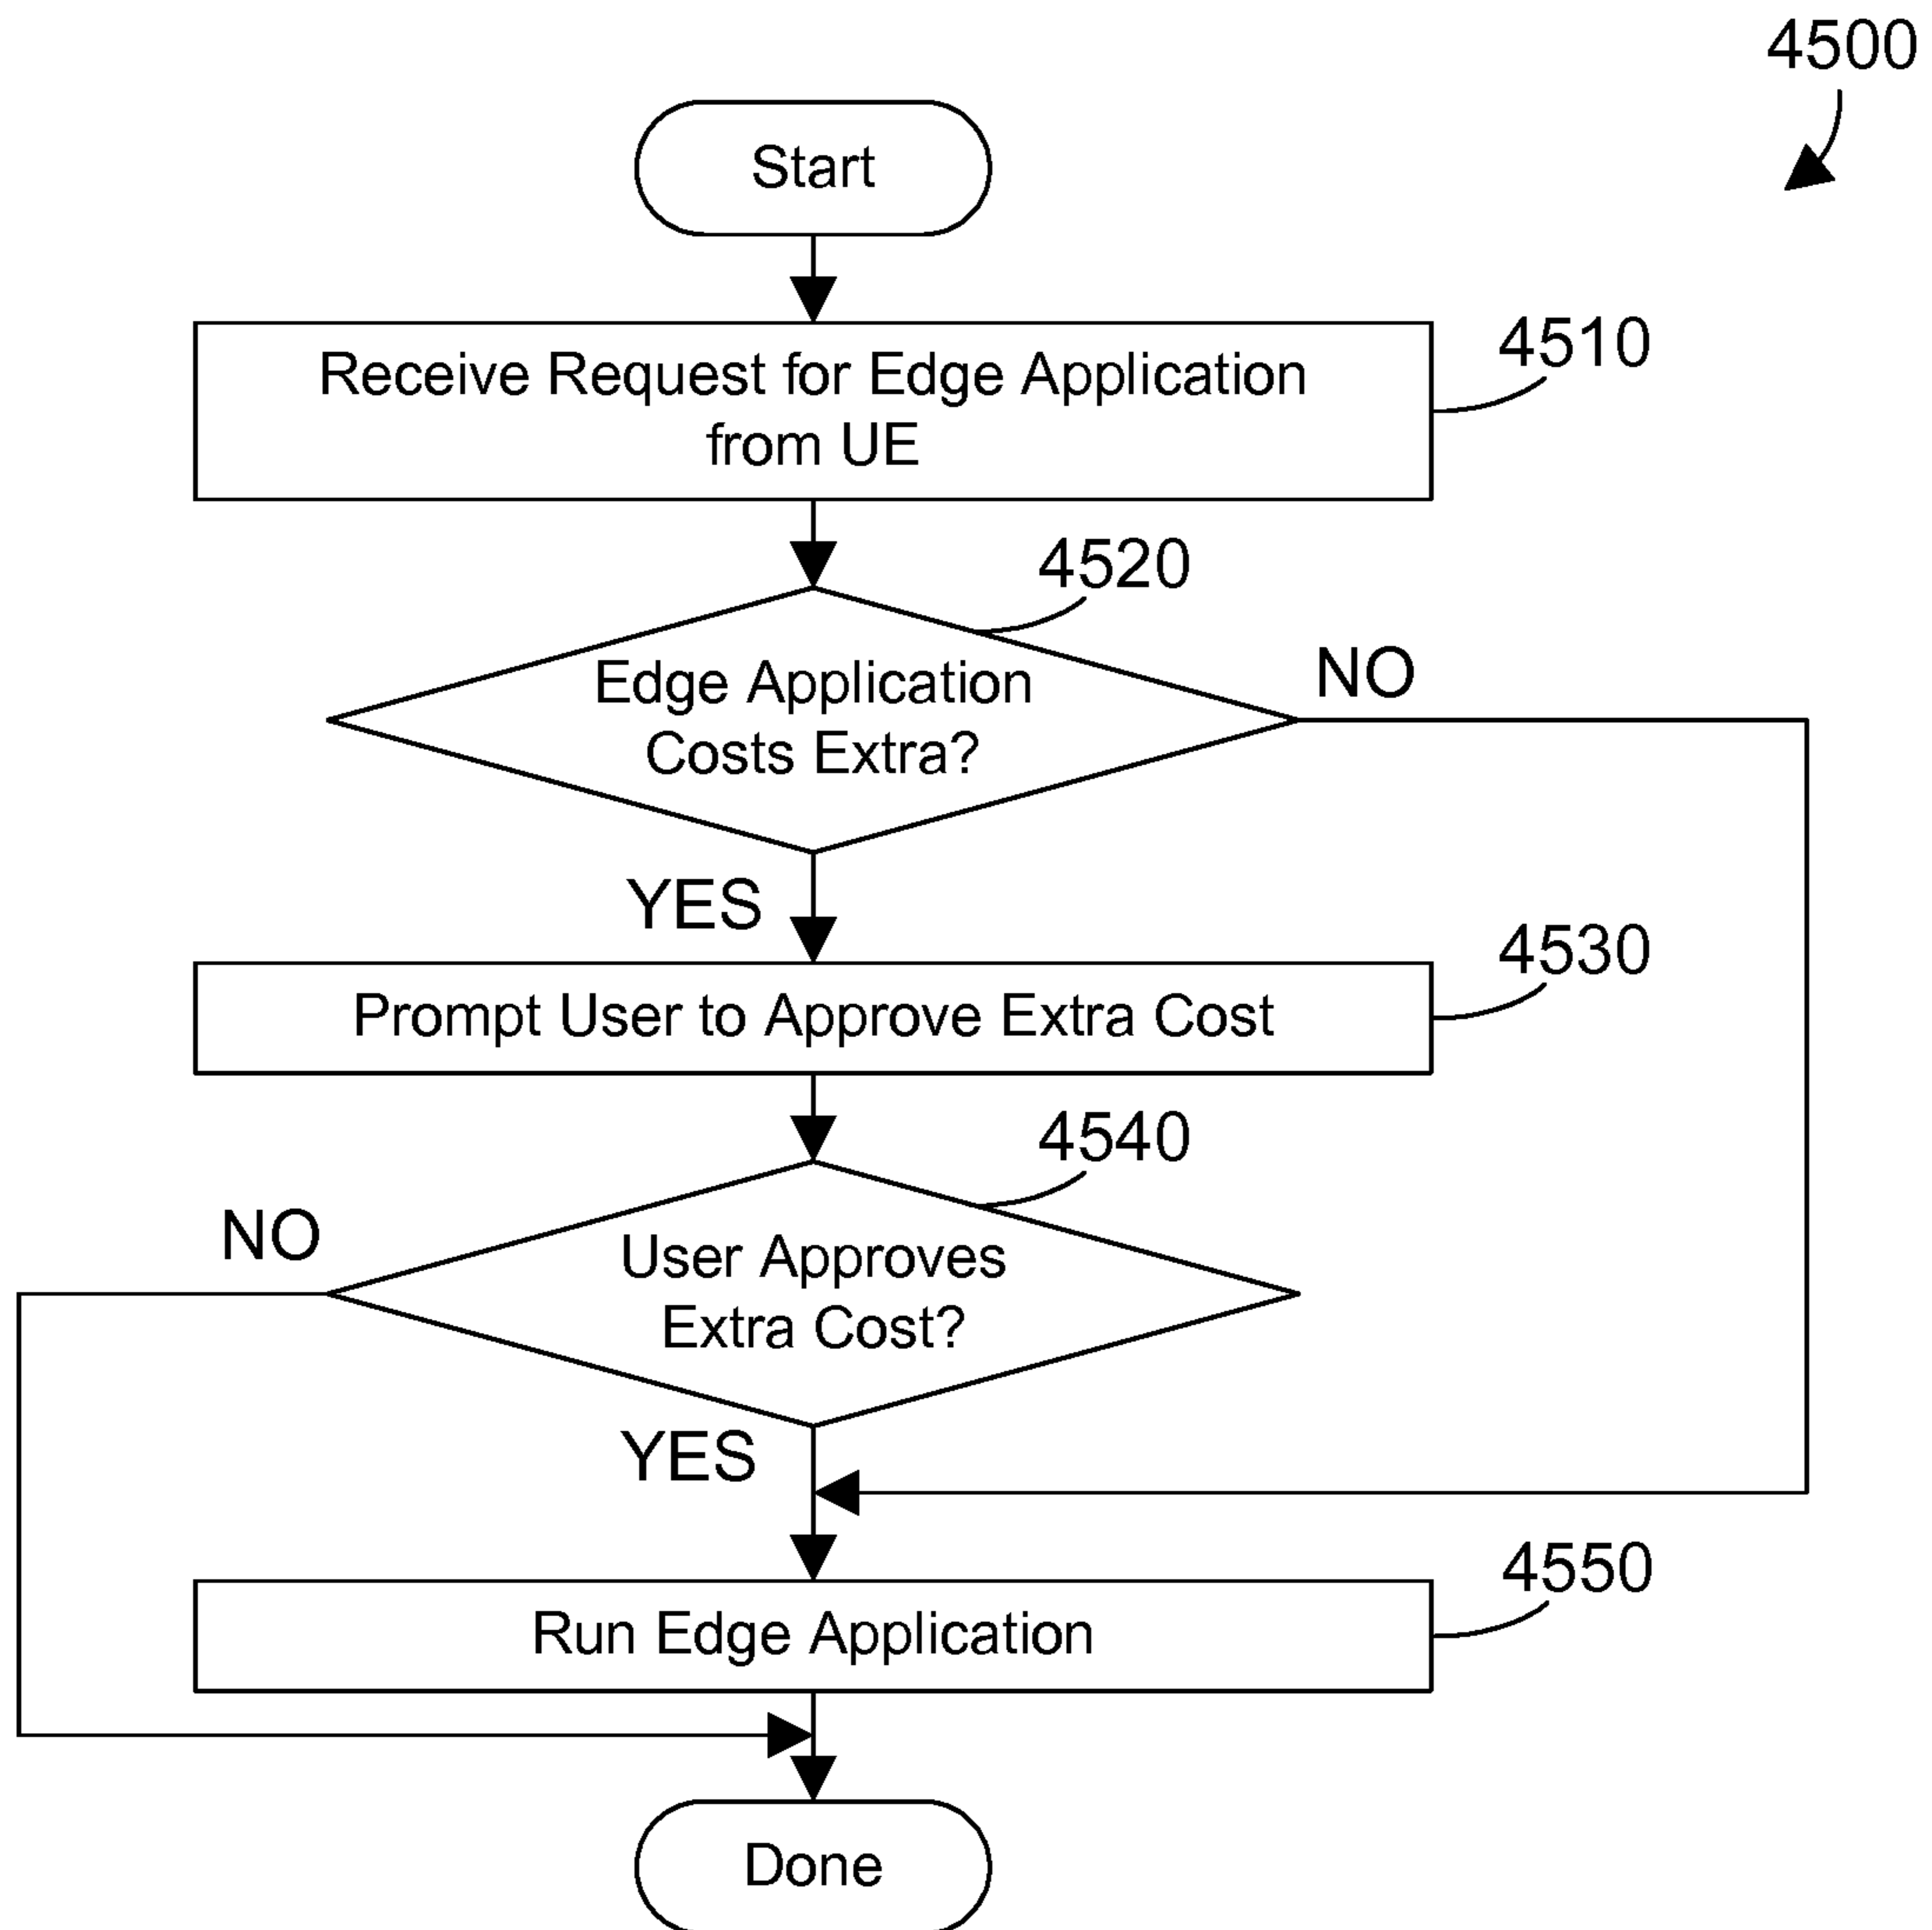 4500
Start
Receive Request for Edge Application
from UE
4510
4520
Edge Application
Costs Extra?
NO
YES
4530
Prompt User to Approve Extra Cost
4540
NO
User Approves
Extra Cost?
YES
4550
Run Edge Application
Done